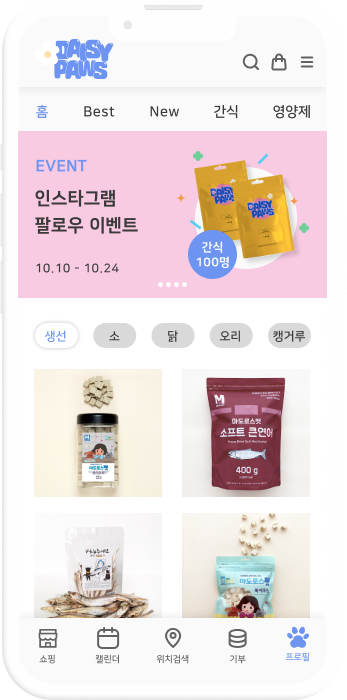 DAISY
PAWS
홈 Best New 간식 영양제
EVENT
인스타그램
팔로우 이벤트
10.10 - 10.24
DAISY
PAWS
DAISY
PAWS
간식
100명
생선 소 닭 오리 캥거루
마도로스펫
M
마도로스펫
소프트 큰연어
400 g
마도로스펫
쇼핑 캘린더 위치검색 기부 프로필